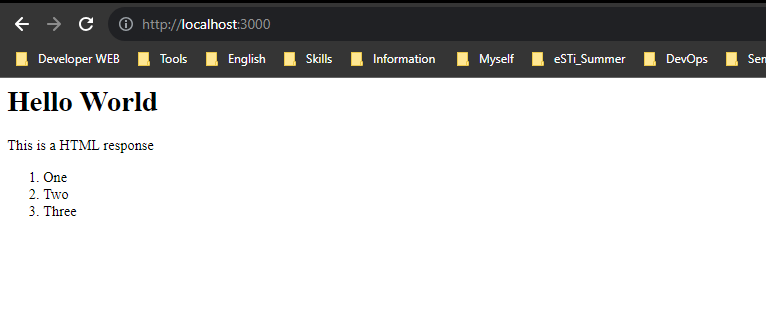 http://localhost:3000
Developer WEB Tools English Skills Information Myself eSTi_Summer DevOps Sem
Hello World
This is a HTML response
1. One
2. Two
3. Three